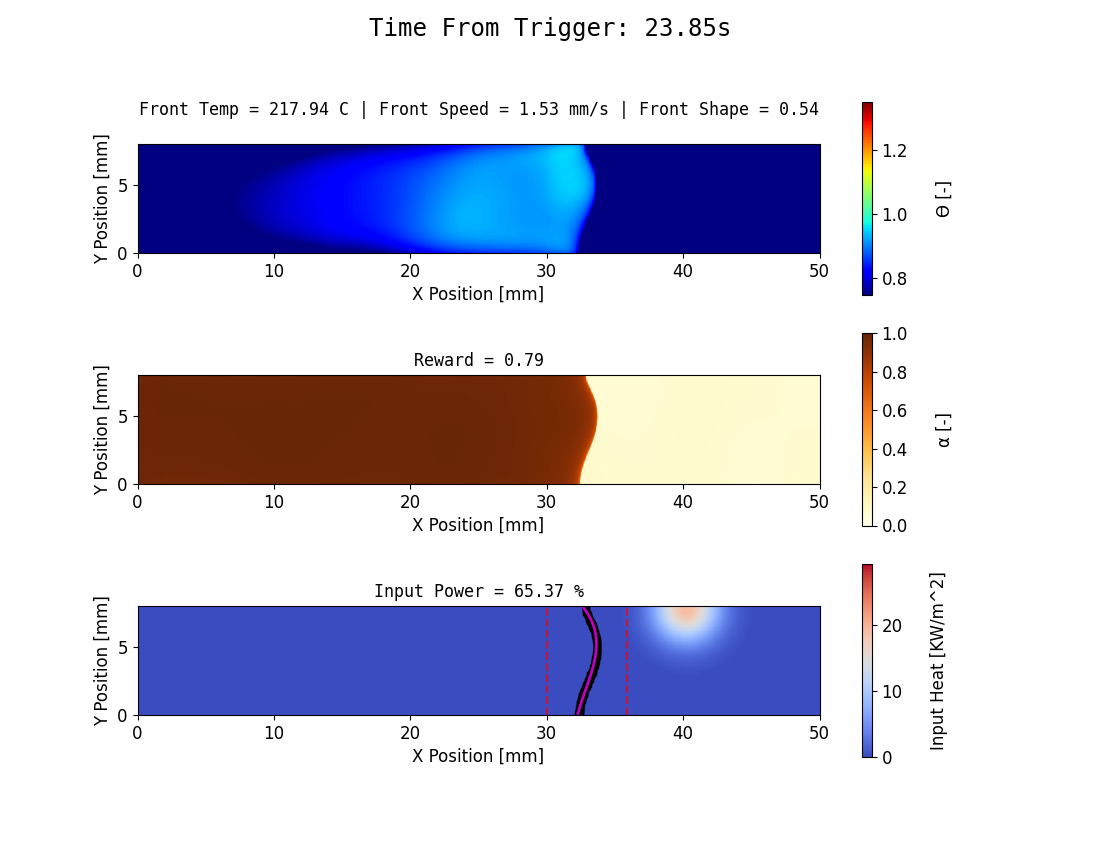 Time From Trigger: 23.85s
Front Temp = 217.94 C | Front Speed = 1.53 mm/s | Front Shape = 0.54
Y Position [mm]
5
0
0 10 20 30 40 50
X Position [mm]
1.2
1.0
0.8
Θ [-]
Reward = 0.79
Y Position [mm]
5
0
0 10 20 30 40 50
X Position [mm]
1.0
0.8
0.6
0.4
0.2
0.0
α [-]
Input Power = 65.37 %
Y Position [mm]
5
0
0 10 20 30 40 50
X Position [mm]
20
10
0
Input Heat [KW/m^2]